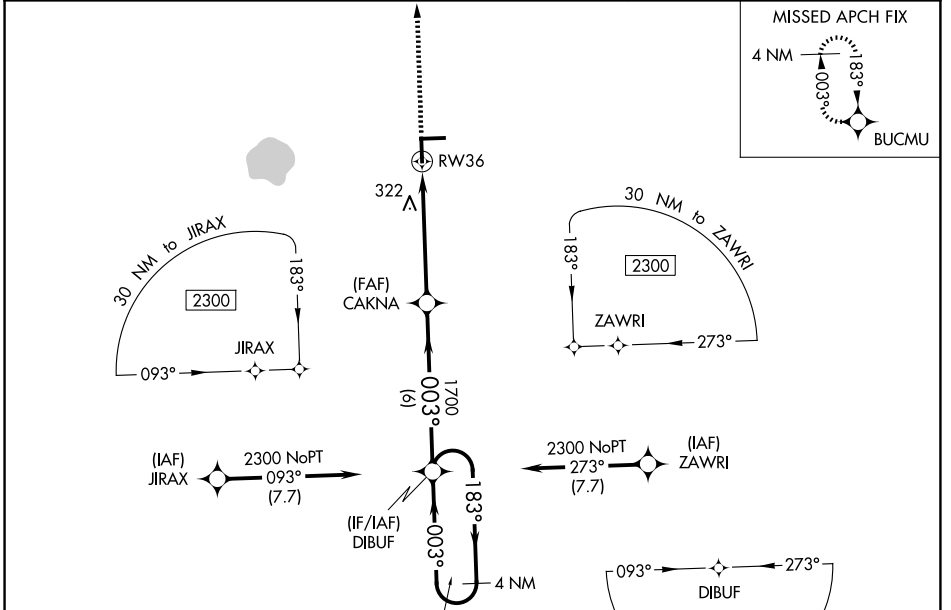 MISSED APCH FIX
4 NM
183°
003°
BUCMU
RW36
322
30 NM to JIRAX
183°
2300
JIRAX
093°
30 NM to ZAWRI
183°
2300
ZAWRI
273°
(FAF)
CAKNA
1700
003°
(6)
(IAF)
JIRAX
2300 NoPT
093°
(7.7)
2300 NoPT
273°
(7.7)
(IAF)
ZAWRI
(IF/IAF)
DIBUF
183°
003°
4 NM
093°
273°
DIBUF